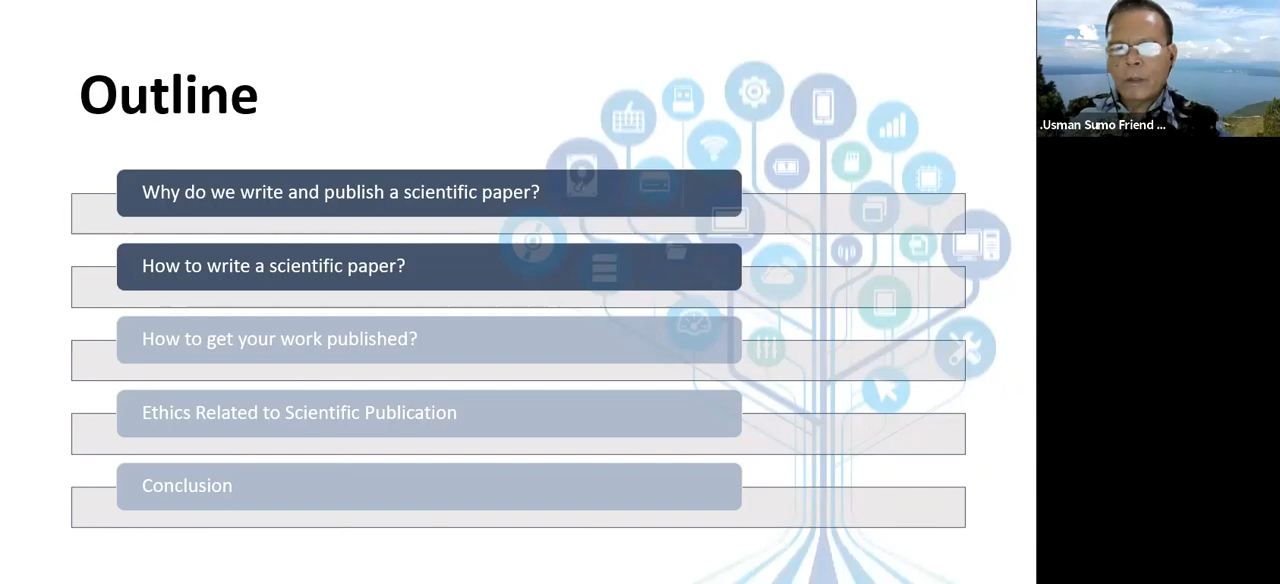 Outline
Why do we write and publish a scientific paper?
How to write a scientific paper?
How to get your work published?
Ethics Related to Scientific Publication
Conclusion
.Usman Sumo Friend ...